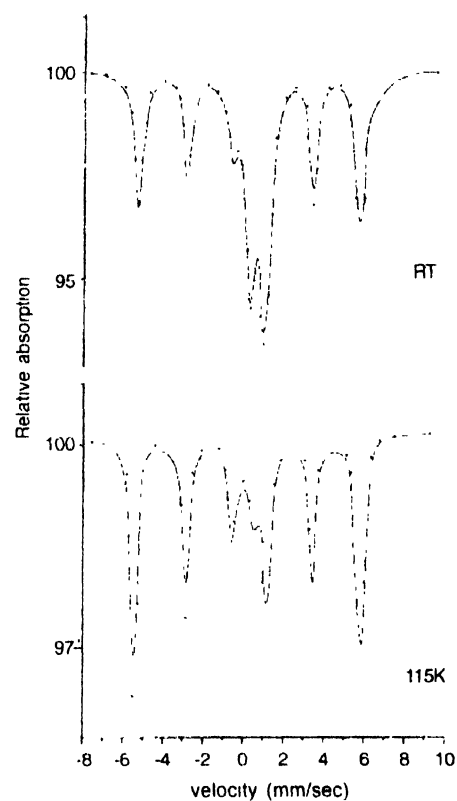 100
95
RT
Relative absorption
100
97
115K
-8 -6 -4 -2 0 2 4 6 8 10
velocity (mm/sec)